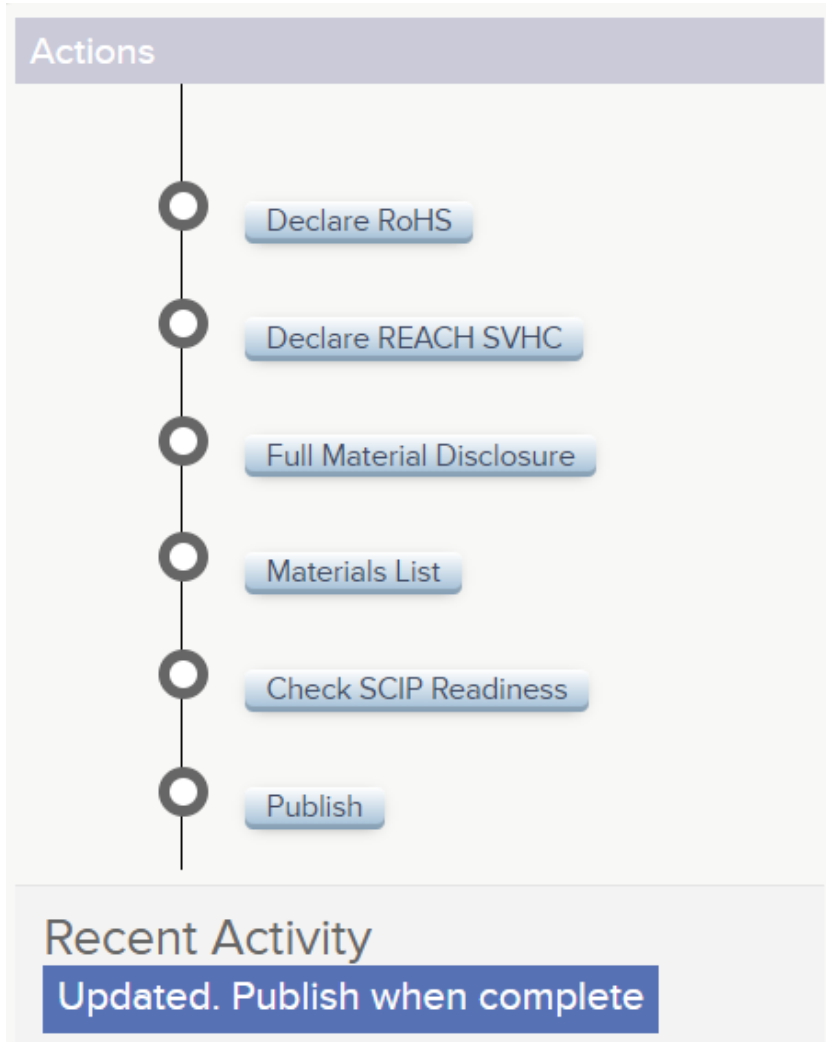 Actions
Declare RoHS
Declare REACH SVHC
Full Material Disclosure
Materials List
Check SCIP Readiness
Publish
Recent Activity
Updated. Publish when complete